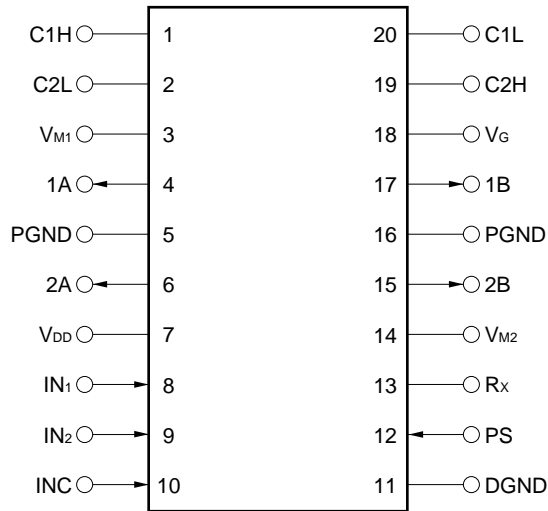 C1H 1 20 C1L
C2L 2 19 C2H
VM1 3 18 VG
1A 4 17 1B
PGND 5 16 PGND
2A 6 15 2B
VDD 7 14 VM2
IN1 8 13 RX
IN2 9 12 PS
INC 10 11 DGND